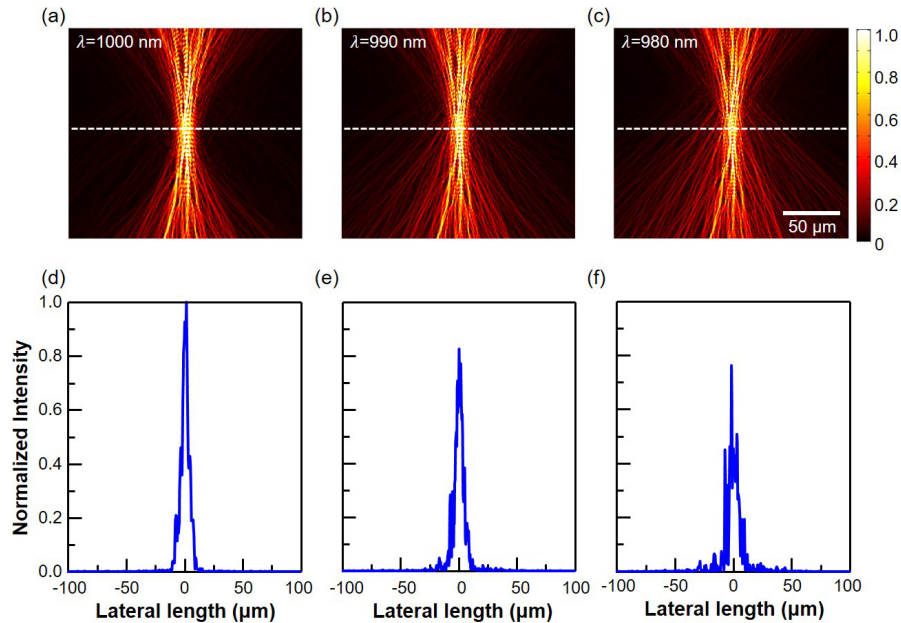 (a)
(b)
(c)
λ=1000 nm
λ=990 nm
λ=980 nm
50 µm
1.0
0.8
0.6
0.4
0.2
0
(d)
(e)
(f)
Normalized Intensity
1.0
0.8
0.6
0.4
0.2
0.0
-100 -50 0 50 100
-100 -50 0 50 100
-100 -50 0 50 100
Lateral length (µm)
Lateral length (µm)
Lateral length (µm)